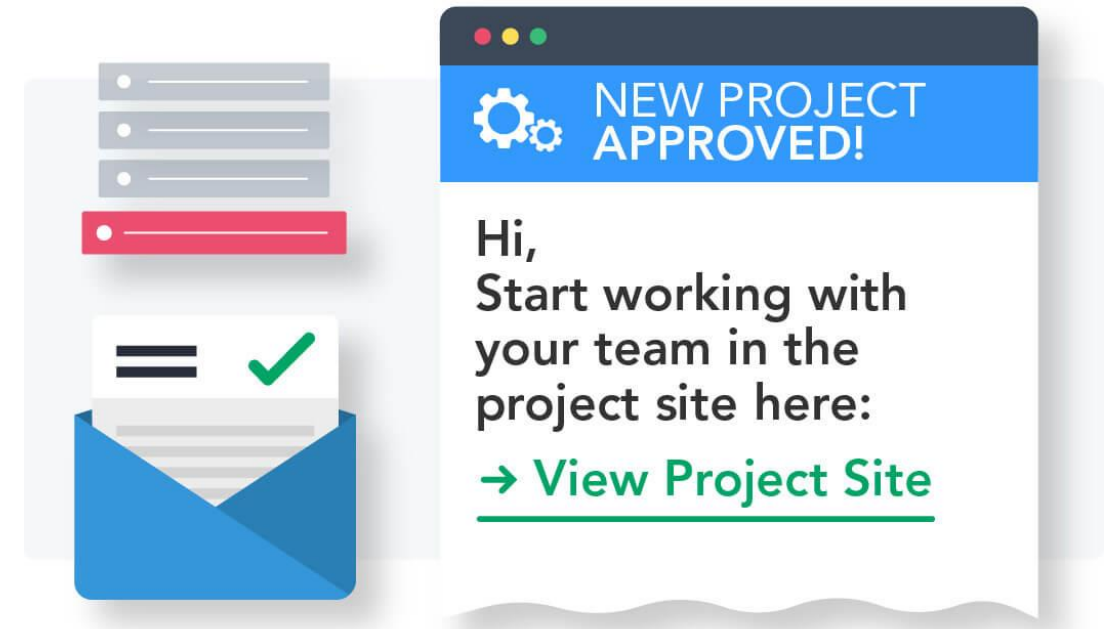 NEW PROJECT
APPROVED!
Hi,
Start working with
your team in the
project site here:
→ View Project Site